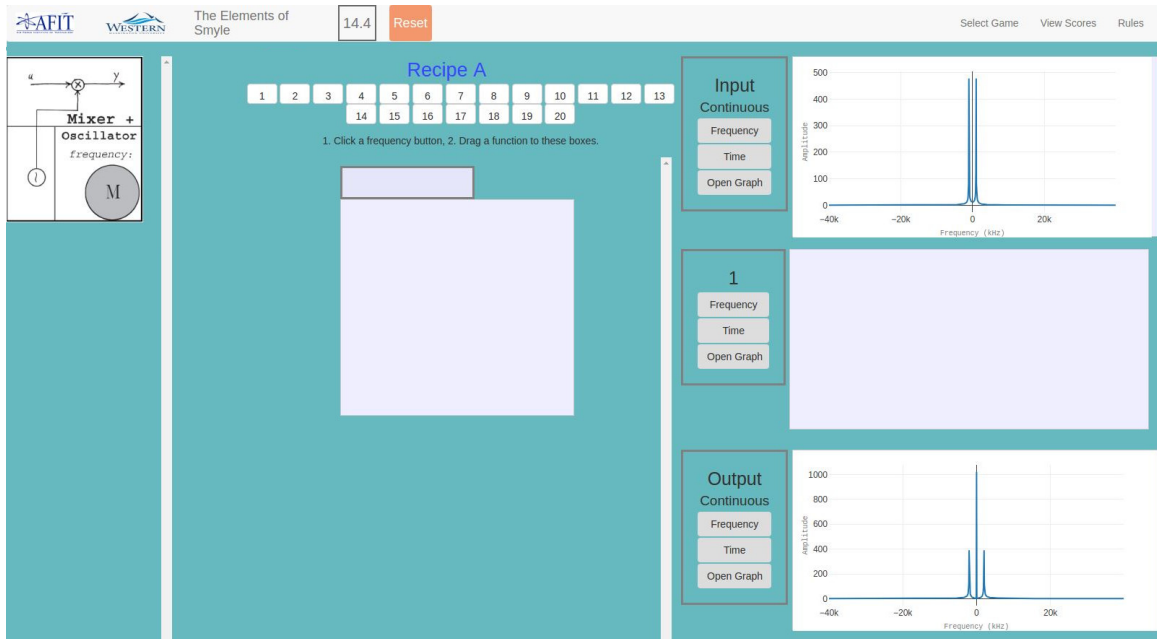 AFIT
WESTERN
The Elements of
Smyle
14.4
Reset
Select Game
View Scores
Rules
u
y
Mixer +
Oscillator
frequency:
M
Recipe A
1 2 3 4 5 6 7 8 9 10 11 12 13
14 15 16 17 18 19 20
1. Click a frequency button, 2. Drag a function to these boxes.
Input
Continuous
Frequency
Time
Open Graph
500
400
300
200
100
0
Amplitude
−40k −20k 0 20k
Frequency (kHz)
1
Frequency
Time
Open Graph
Output
Continuous
Frequency
Time
Open Graph
1000
800
600
400
200
0
Amplitude
−40k −20k 0 20k
Frequency (kHz)